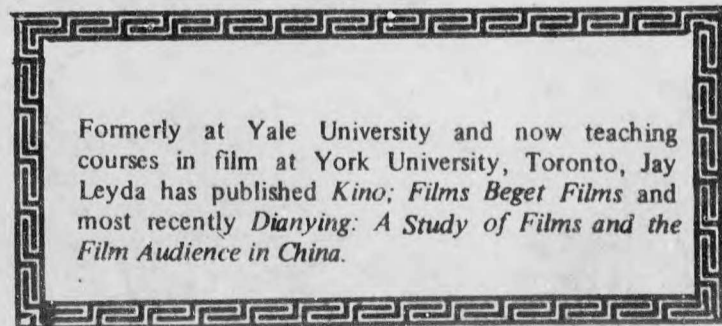 Formerly at Yale University and now teaching
courses in film at York University, Toronto, Jay
Leyda has published Kino; Films Beget Films and
most recently Dianying: A Study of Films and the
Film Audience in China.